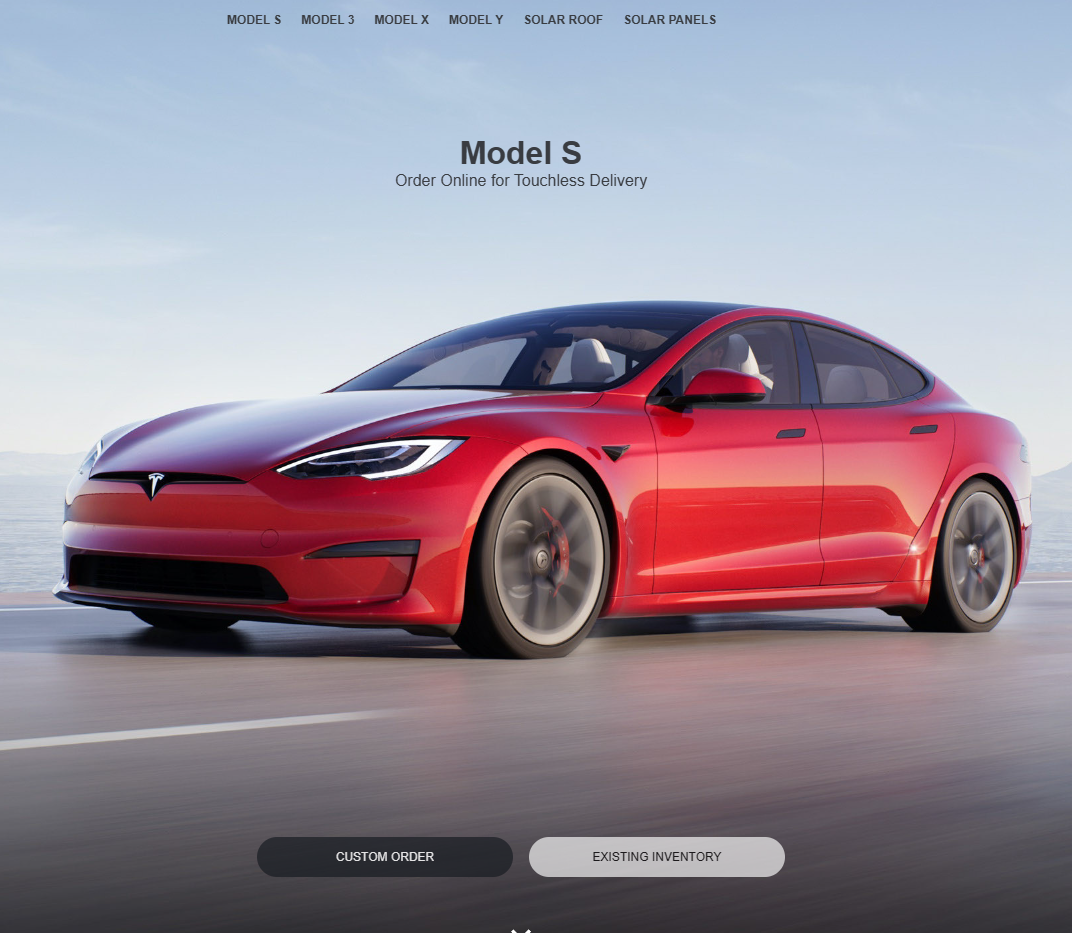 MODEL S MODEL 3 MODEL X MODEL Y SOLAR ROOF SOLAR PANELS
Model S
Order Online for Touchless Delivery
CUSTOM ORDER EXISTING INVENTORY